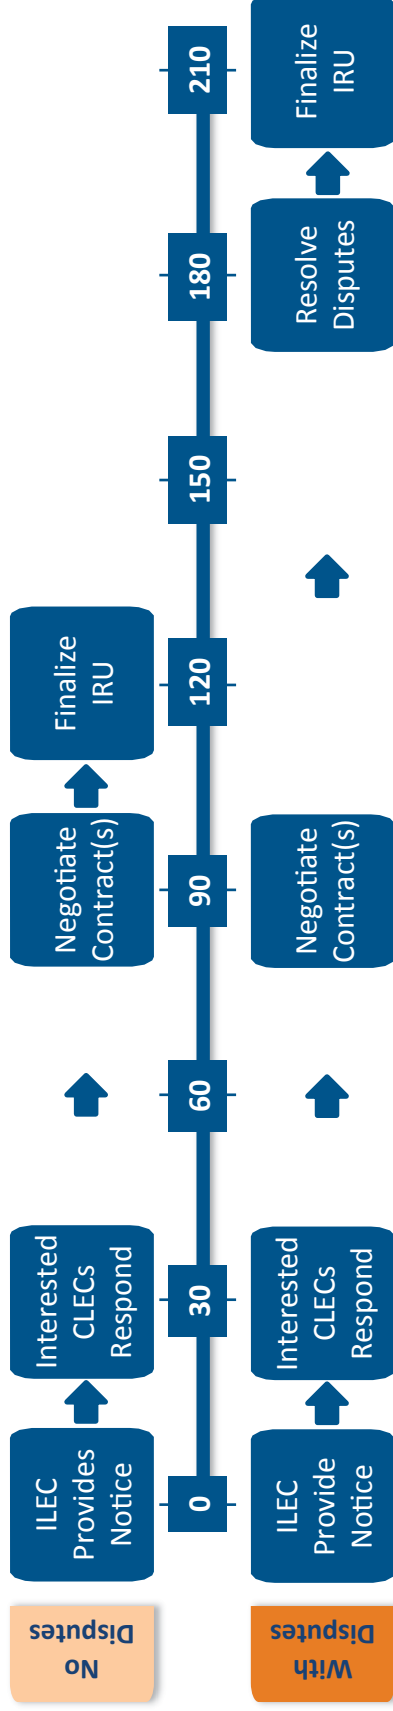 No
Disputes
ILEC
Provides
Notice
Interested
CLECs
Respond
Negotiate
Contract(s)
Finalize
IRU
0
30
60
90
120
150
180
210
With
Disputes
ILEC
Provide
Notice
Interested
CLECs
Respond
Negotiate
Contract(s)
Resolve
Disputes
Finalize
IRU